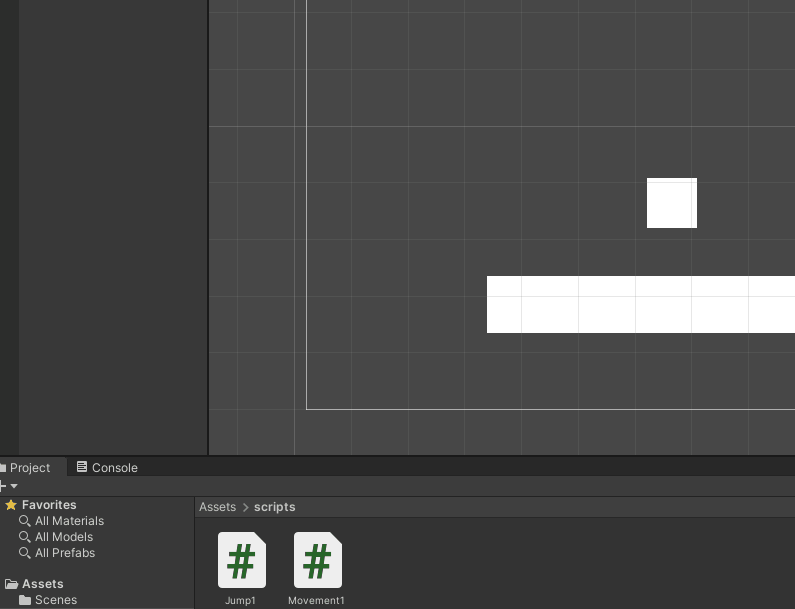 Project Console
Favorites
All Materials
All Models
All Prefabs
Assets
Scenes
Assets > scripts
# #
Jump1 Movement1